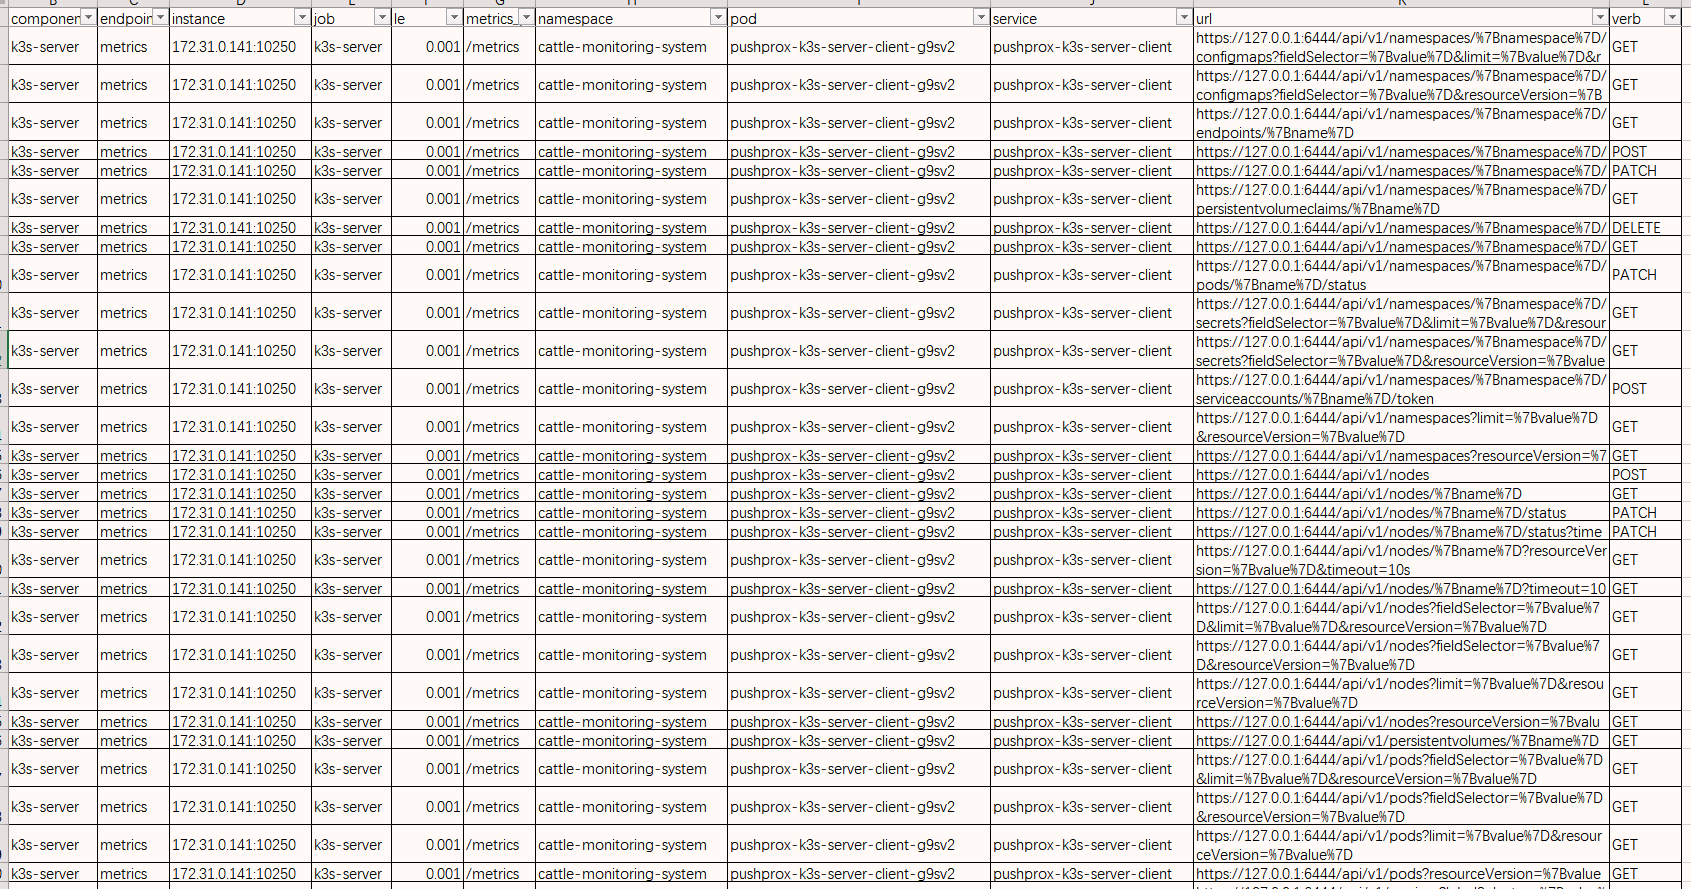 componen endpoin instance job le metrics_ namespace pod service url verb
k3s-server metrics 172.31.0.141:10250 k3s-server 0.001 /metrics cattle-monitoring-system pushprox-k3s-server-client-g9sv2 pushprox-k3s-server-client https://127.0.0.1:6444/api/v1/namespaces/%7Bnamespace%7D/ GET
configmaps?fieldSelector=%7Bvalue%7D&limit=%7Bvalue%7D&r
k3s-server metrics 172.31.0.141:10250 k3s-server 0.001 /metrics cattle-monitoring-system pushprox-k3s-server-client-g9sv2 pushprox-k3s-server-client https://127.0.0.1:6444/api/v1/namespaces/%7Bnamespace%7D/ GET
configmaps?fieldSelector=%7Bvalue%7D&resourceVersion=%7B
k3s-server metrics 172.31.0.141:10250 k3s-server 0.001 /metrics cattle-monitoring-system pushprox-k3s-server-client-g9sv2 pushprox-k3s-server-client https://127.0.0.1:6444/api/v1/namespaces/%7Bnamespace%7D/ GET
endpoints/%7Bname%7D
k3s-server metrics 172.31.0.141:10250 k3s-server 0.001 /metrics cattle-monitoring-system pushprox-k3s-server-client-g9sv2 pushprox-k3s-server-client https://127.0.0.1:6444/api/v1/namespaces/%7Bnamespace%7D/ POST
k3s-server metrics 172.31.0.141:10250 k3s-server 0.001 /metrics cattle-monitoring-system pushprox-k3s-server-client-g9sv2 pushprox-k3s-server-client https://127.0.0.1:6444/api/v1/namespaces/%7Bnamespace%7D/ PATCH
k3s-server metrics 172.31.0.141:10250 k3s-server 0.001 /metrics cattle-monitoring-system pushprox-k3s-server-client-g9sv2 pushprox-k3s-server-client https://127.0.0.1:6444/api/v1/namespaces/%7Bnamespace%7D/ GET
persistentvolumeclaims/%7Bname%7D
k3s-server metrics 172.31.0.141:10250 k3s-server 0.001 /metrics cattle-monitoring-system pushprox-k3s-server-client-g9sv2 pushprox-k3s-server-client https://127.0.0.1:6444/api/v1/namespaces/%7Bnamespace%7D/ DELETE
k3s-server metrics 172.31.0.141:10250 k3s-server 0.001 /metrics cattle-monitoring-system pushprox-k3s-server-client-g9sv2 pushprox-k3s-server-client https://127.0.0.1:6444/api/v1/namespaces/%7Bnamespace%7D/ GET
k3s-server metrics 172.31.0.141:10250 k3s-server 0.001 /metrics cattle-monitoring-system pushprox-k3s-server-client-g9sv2 pushprox-k3s-server-client https://127.0.0.1:6444/api/v1/namespaces/%7Bnamespace%7D/ PATCH
pods/%7Bname%7D/status
k3s-server metrics 172.31.0.141:10250 k3s-server 0.001 /metrics cattle-monitoring-system pushprox-k3s-server-client-g9sv2 pushprox-k3s-server-client https://127.0.0.1:6444/api/v1/namespaces/%7Bnamespace%7D/ GET
secrets?fieldSelector=%7Bvalue%7D&limit=%7Bvalue%7D&resour
k3s-server metrics 172.31.0.141:10250 k3s-server 0.001 /metrics cattle-monitoring-system pushprox-k3s-server-client-g9sv2 pushprox-k3s-server-client https://127.0.0.1:6444/api/v1/namespaces/%7Bnamespace%7D/ GET
secrets?fieldSelector=%7Bvalue%7D&resourceVersion=%7Bvalue
k3s-server metrics 172.31.0.141:10250 k3s-server 0.001 /metrics cattle-monitoring-system pushprox-k3s-server-client-g9sv2 pushprox-k3s-server-client https://127.0.0.1:6444/api/v1/namespaces/%7Bnamespace%7D/ POST
serviceaccounts/%7Bname%7D/token
k3s-server metrics 172.31.0.141:10250 k3s-server 0.001 /metrics cattle-monitoring-system pushprox-k3s-server-client-g9sv2 pushprox-k3s-server-client https://127.0.0.1:6444/api/v1/namespaces?limit=%7Bvalue%7D GET
&resourceVersion=%7Bvalue%7D
k3s-server metrics 172.31.0.141:10250 k3s-server 0.001 /metrics cattle-monitoring-system pushprox-k3s-server-client-g9sv2 pushprox-k3s-server-client https://127.0.0.1:6444/api/v1/namespaces?resourceVersion=%7 GET
k3s-server metrics 172.31.0.141:10250 k3s-server 0.001 /metrics cattle-monitoring-system pushprox-k3s-server-client-g9sv2 pushprox-k3s-server-client https://127.0.0.1:6444/api/v1/nodes POST
k3s-server metrics 172.31.0.141:10250 k3s-server 0.001 /metrics cattle-monitoring-system pushprox-k3s-server-client-g9sv2 pushprox-k3s-server-client https://127.0.0.1:6444/api/v1/nodes/%7Bname%7D GET
k3s-server metrics 172.31.0.141:10250 k3s-server 0.001 /metrics cattle-monitoring-system pushprox-k3s-server-client-g9sv2 pushprox-k3s-server-client https://127.0.0.1:6444/api/v1/nodes/%7Bname%7D/status PATCH
k3s-server metrics 172.31.0.141:10250 k3s-server 0.001 /metrics cattle-monitoring-system pushprox-k3s-server-client-g9sv2 pushprox-k3s-server-client https://127.0.0.1:6444/api/v1/nodes/%7Bname%7D/status?time PATCH
k3s-server metrics 172.31.0.141:10250 k3s-server 0.001 /metrics cattle-monitoring-system pushprox-k3s-server-client-g9sv2 pushprox-k3s-server-client https://127.0.0.1:6444/api/v1/nodes/%7Bname%7D?resourceVer GET
sion=%7Bvalue%7D&timeout=10s
k3s-server metrics 172.31.0.141:10250 k3s-server 0.001 /metrics cattle-monitoring-system pushprox-k3s-server-client-g9sv2 pushprox-k3s-server-client https://127.0.0.1:6444/api/v1/nodes/%7Bname%7D?timeout=10 GET
k3s-server metrics 172.31.0.141:10250 k3s-server 0.001 /metrics cattle-monitoring-system pushprox-k3s-server-client-g9sv2 pushprox-k3s-server-client https://127.0.0.1:6444/api/v1/nodes?fieldSelector=%7Bvalue%7 GET
D&limit=%7Bvalue%7D&resourceVersion=%7Bvalue%7D
k3s-server metrics 172.31.0.141:10250 k3s-server 0.001 /metrics cattle-monitoring-system pushprox-k3s-server-client-g9sv2 pushprox-k3s-server-client https://127.0.0.1:6444/api/v1/nodes?fieldSelector=%7Bvalue%7 GET
D&resourceVersion=%7Bvalue%7D
k3s-server metrics 172.31.0.141:10250 k3s-server 0.001 /metrics cattle-monitoring-system pushprox-k3s-server-client-g9sv2 pushprox-k3s-server-client https://127.0.0.1:6444/api/v1/nodes?limit=%7Bvalue%7D&resou GET
rceVersion=%7Bvalue%7D
k3s-server metrics 172.31.0.141:10250 k3s-server 0.001 /metrics cattle-monitoring-system pushprox-k3s-server-client-g9sv2 pushprox-k3s-server-client https://127.0.0.1:6444/api/v1/nodes?resourceVersion=%7Bvalu GET
k3s-server metrics 172.31.0.141:10250 k3s-server 0.001 /metrics cattle-monitoring-system pushprox-k3s-server-client-g9sv2 pushprox-k3s-server-client https://127.0.0.1:6444/api/v1/persistentvolumes/%7Bname%7D GET
k3s-server metrics 172.31.0.141:10250 k3s-server 0.001 /metrics cattle-monitoring-system pushprox-k3s-server-client-g9sv2 pushprox-k3s-server-client https://127.0.0.1:6444/api/v1/pods?fieldSelector=%7Bvalue%7D GET
&limit=%7Bvalue%7D&resourceVersion=%7Bvalue%7D
k3s-server metrics 172.31.0.141:10250 k3s-server 0.001 /metrics cattle-monitoring-system pushprox-k3s-server-client-g9sv2 pushprox-k3s-server-client https://127.0.0.1:6444/api/v1/pods?fieldSelector=%7Bvalue%7D GET
&resourceVersion=%7Bvalue%7D
k3s-server metrics 172.31.0.141:10250 k3s-server 0.001 /metrics cattle-monitoring-system pushprox-k3s-server-client-g9sv2 pushprox-k3s-server-client https://127.0.0.1:6444/api/v1/pods?limit=%7Bvalue%7D&resour GET
ceVersion=%7Bvalue%7D
k3s-server metrics 172.31.0.141:10250 k3s-server 0.001 /metrics cattle-monitoring-system pushprox-k3s-server-client-g9sv2 pushprox-k3s-server-client https://127.0.0.1:6444/api/v1/pods?resourceVersion=%7Bvalue GET